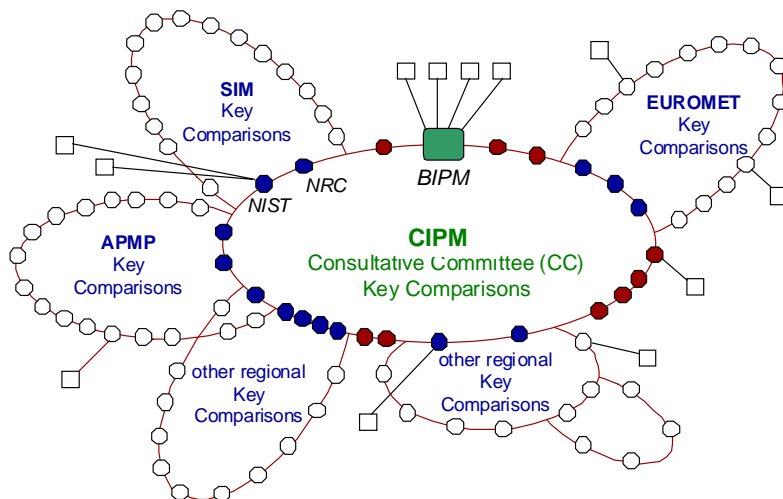 SIM
Key
Comparisons
EUROMET
Key
Comparisons
NRC
BIPM
NIST
APMP
Key
Comparisons
CIPM
Consultative Committee (CC)
Key Comparisons
other regional
Key
Comparisons
other regional
Key
Comparisons